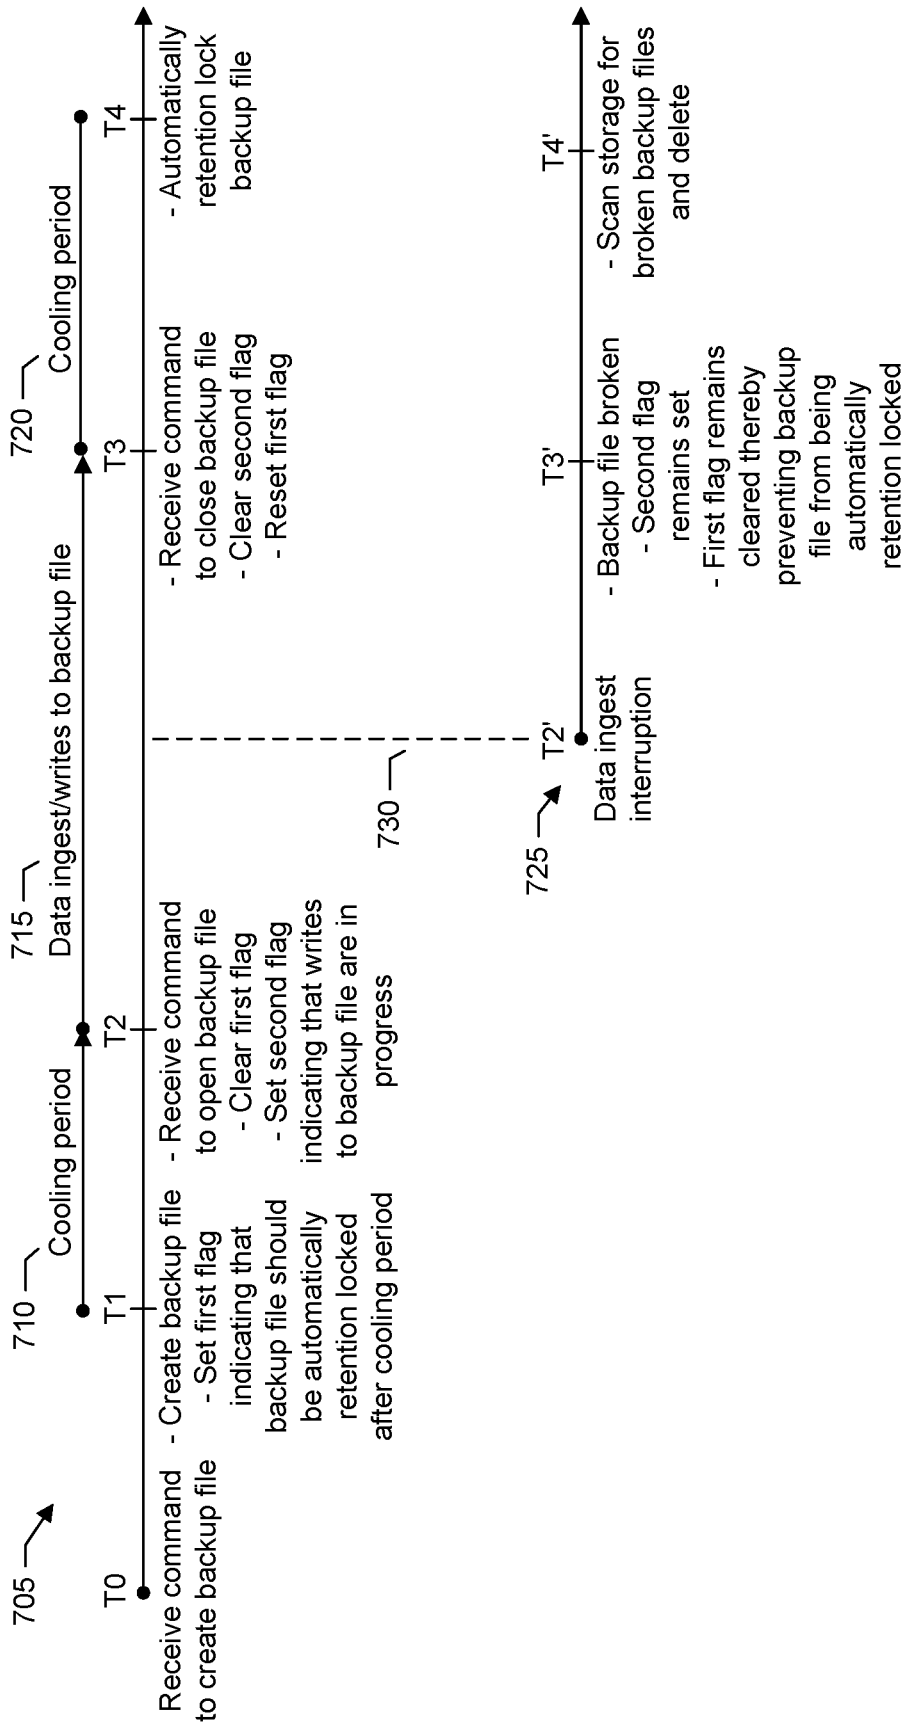 705
710
Cooling period
715
Data ingest/writes to backup file
720
Cooling period
T0
T1
T2
T3
T4
Receive command
to create backup file
- Create backup file
- Set first flag
indicating that
backup file should
be automatically
retention locked
after cooling period
- Receive command
to open backup file
- Clear first flag
- Set second flag
indicating that writes
to backup file are in
progress
- Receive command
to close backup file
- Clear second flag
- Reset first flag
- Automatically
retention lock
backup file
730
725
T2'
T3'
T4'
Data ingest
interruption
- Backup file broken
- Second flag
remains set
- First flag remains
cleared thereby
preventing backup
file from being
automatically
retention locked
- Scan storage for
broken backup files
and delete